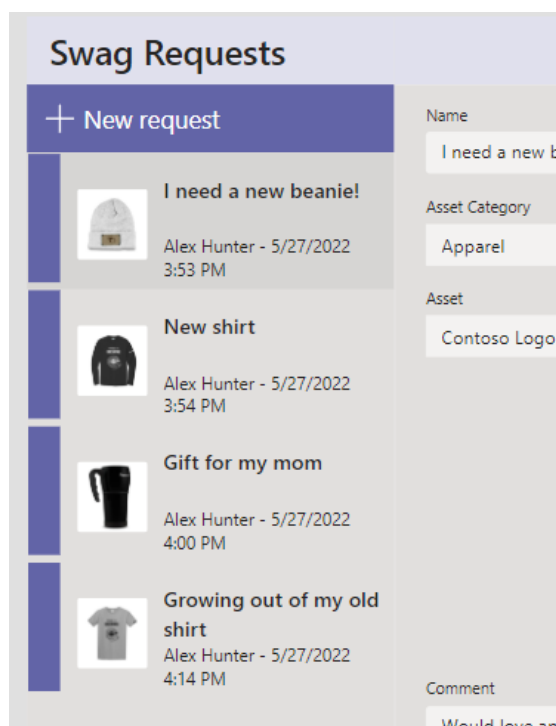 Swag Requests
New request
I need a new beanie!
Alex Hunter - 5/27/2022
3:53 PM
New shirt
Alex Hunter - 5/27/2022
3:54 PM
Gift for my mom
Alex Hunter - 5/27/2022
4:00 PM
Growing out of my old
shirt
Alex Hunter - 5/27/2022
4:14 PM
Name
I need a new
Asset Category
Apparel
Asset
Contoso Logo
Comment
Would love